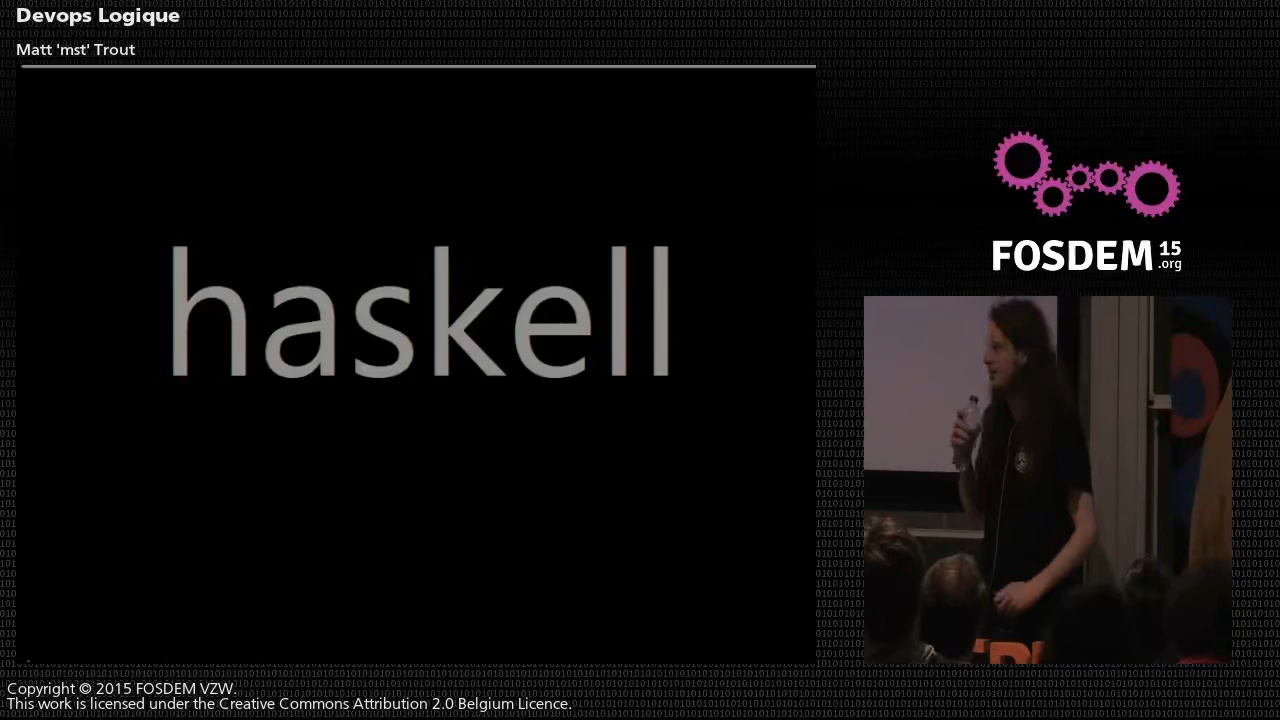 Devops Logique
Matt 'mst' Trout
haskell
FOSDEM 15
.org
Copyright © 2015 FOSDEM VZW.
This work is licensed under the Creative Commons Attribution 2.0 Belgium Licence.